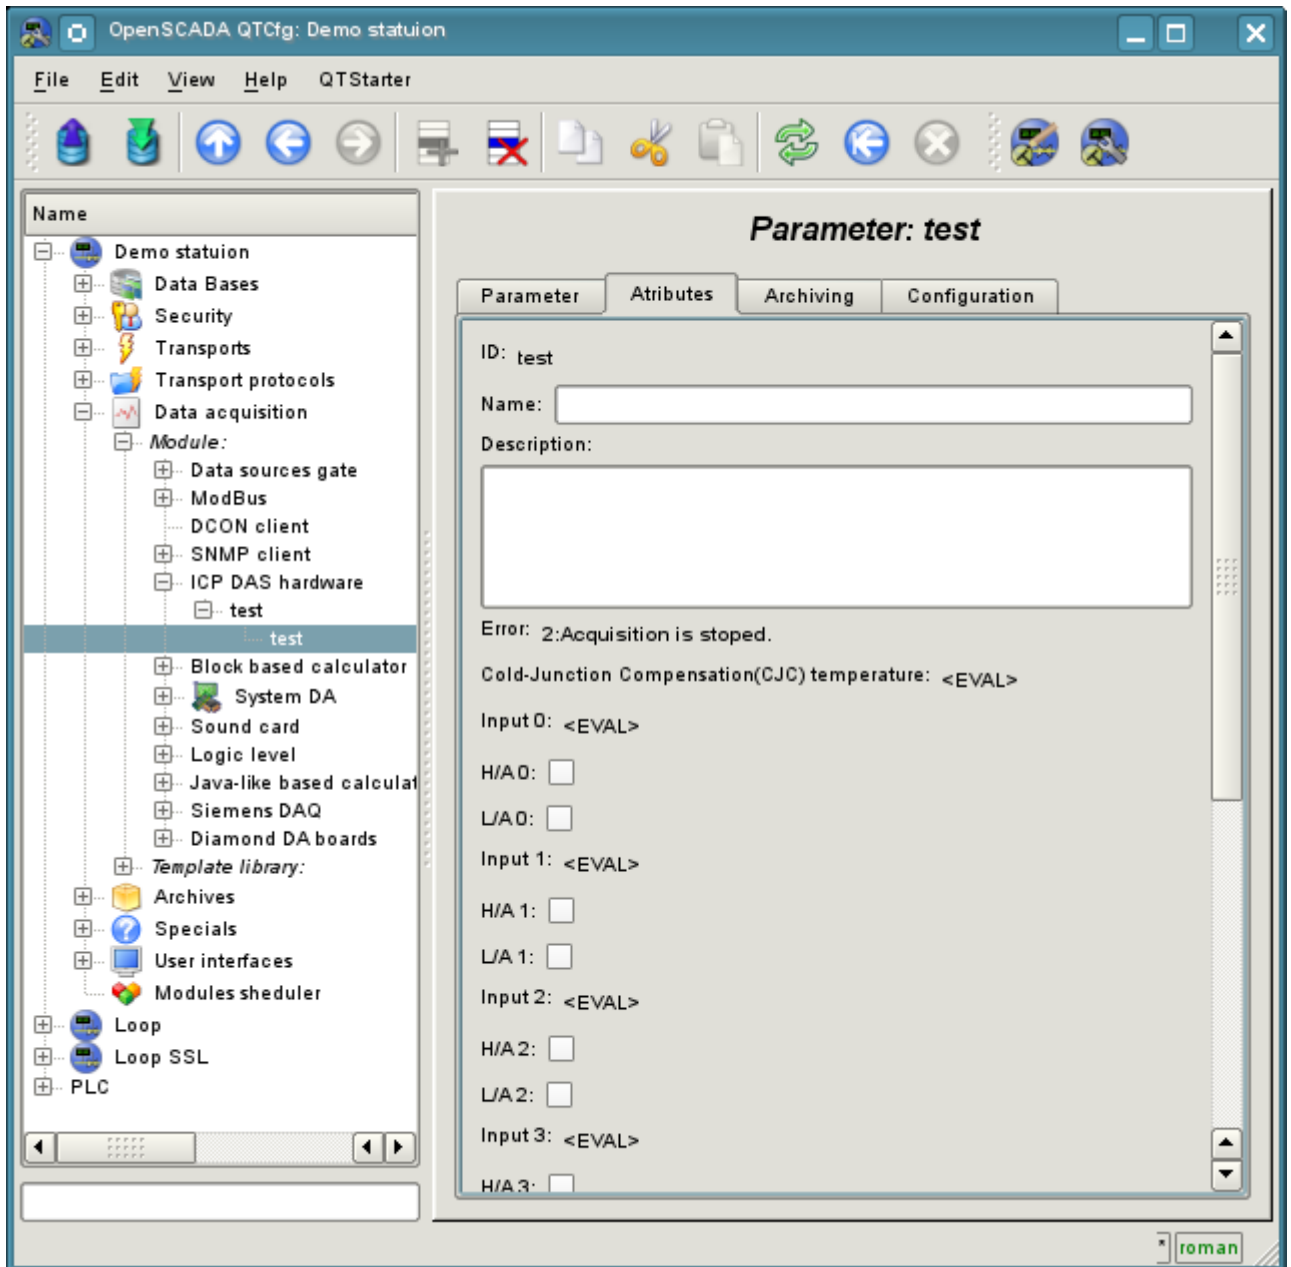 OpenSCADA QTCfg: Demo statuion
File Edit View Help QTStarter
Name
Demo statuion
Data Bases
Security
Transports
Transport protocols
Data acquisition
Module:
Data sources gate
ModBus
DCON client
SNMP client
ICP DAS hardware
test
test
Block based calculator
System DA
Sound card
Logic level
Java-like based calculat
Siemens DAQ
Diamond DA boards
Template library:
Archives
Specials
User interfaces
Modules sheduler
Loop
Loop SSL
PLC
Parameter: test
Parameter Atributes Archiving Configuration
ID: test
Name:
Description:
Error: 2:Acquisition is stoped.
Cold-Junction Compensation(CJC) temperature: <EVAL>
Input 0: <EVAL>
H/A 0:
L/A 0:
Input 1: <EVAL>
H/A 1:
L/A 1:
Input 2: <EVAL>
H/A 2:
L/A 2:
Input 3: <EVAL>
H/A 3:
* roman